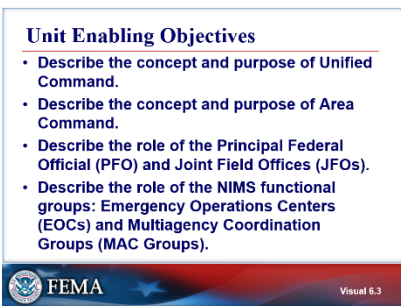 Unit Enabling Objectives
• Describe the concept and purpose of Unified
Command.
• Describe the concept and purpose of Area
Command.
• Describe the role of the Principal Federal
Official (PFO) and Joint Field Offices (JFOs).
• Describe the role of the NIMS functional
groups: Emergency Operations Centers
(EOCs) and Multiagency Coordination
Groups (MAC Groups).
FEMA
Visual 6.3